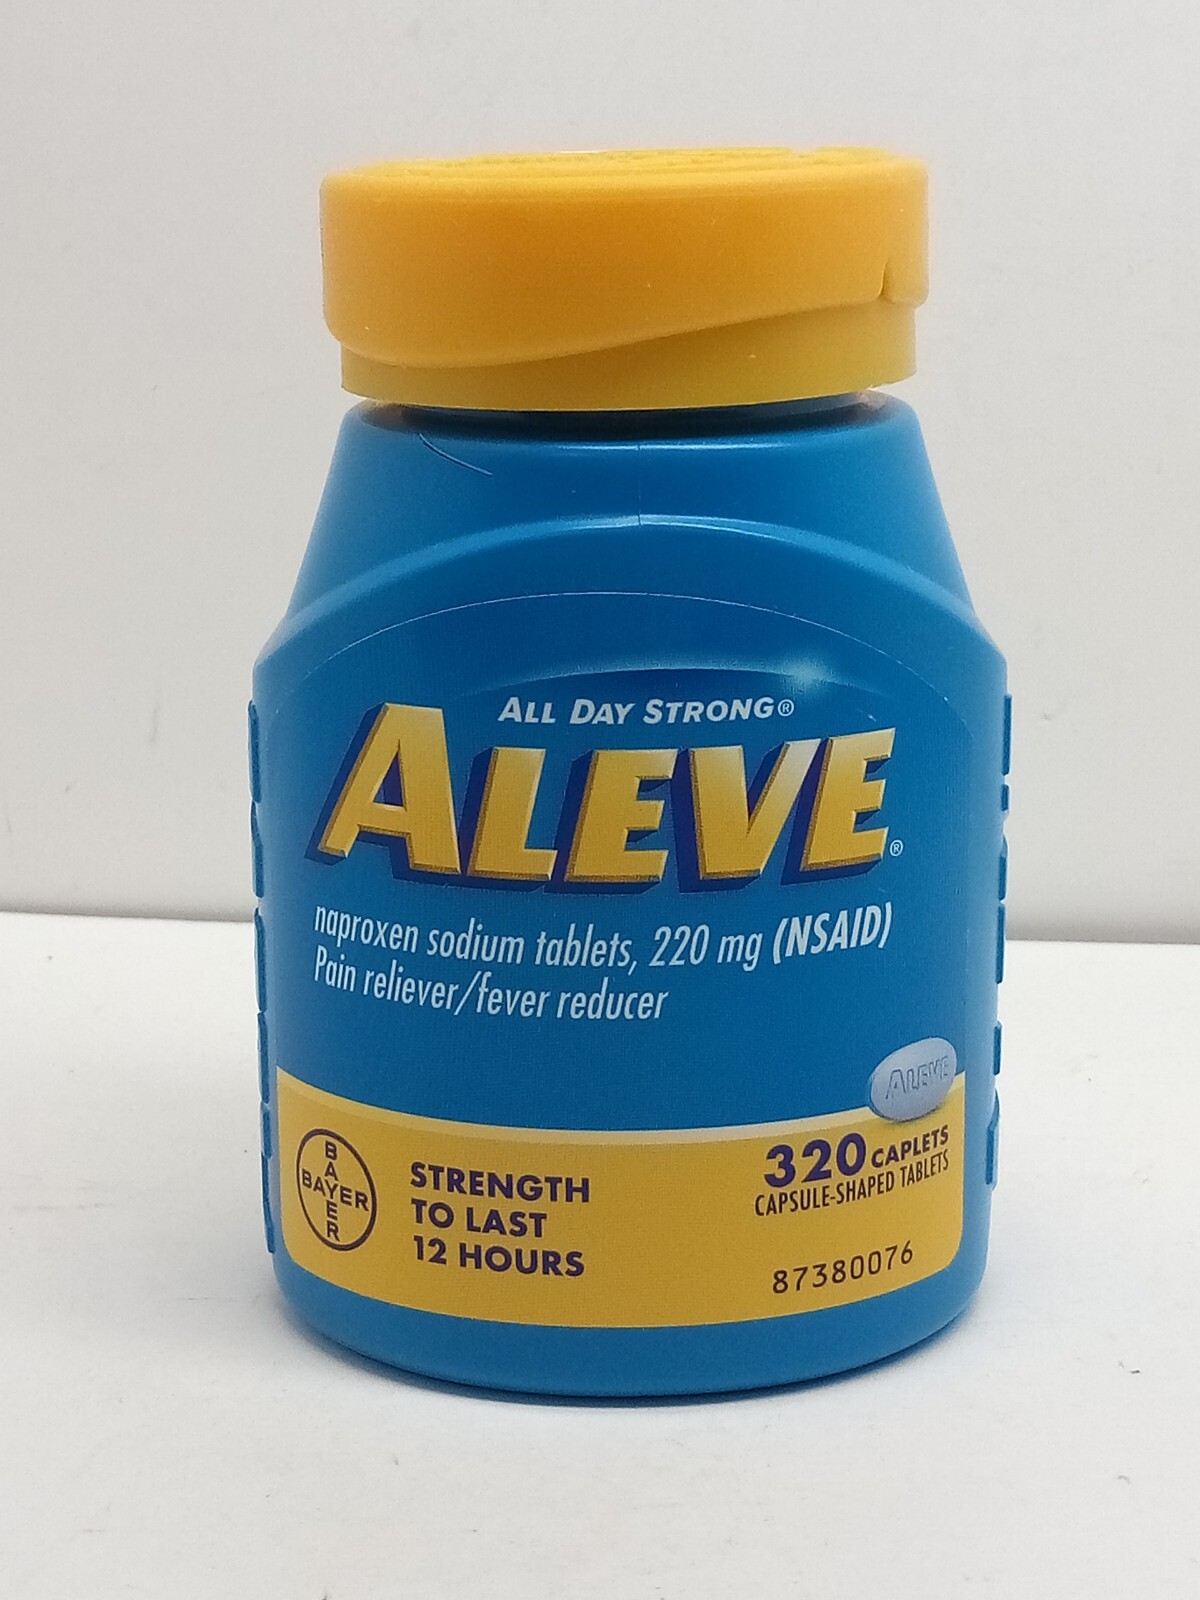 ALL DAY STRONG®
ALEVE®
naproxen sodium tablets, 220 mg (NSAID)
Pain reliever/fever reducer
ALEVE
BAYER
BAYER
STRENGTH
TO LAST
12 HOURS
320 CAPLETS
CAPSULE-SHAPED TABLETS
87380076